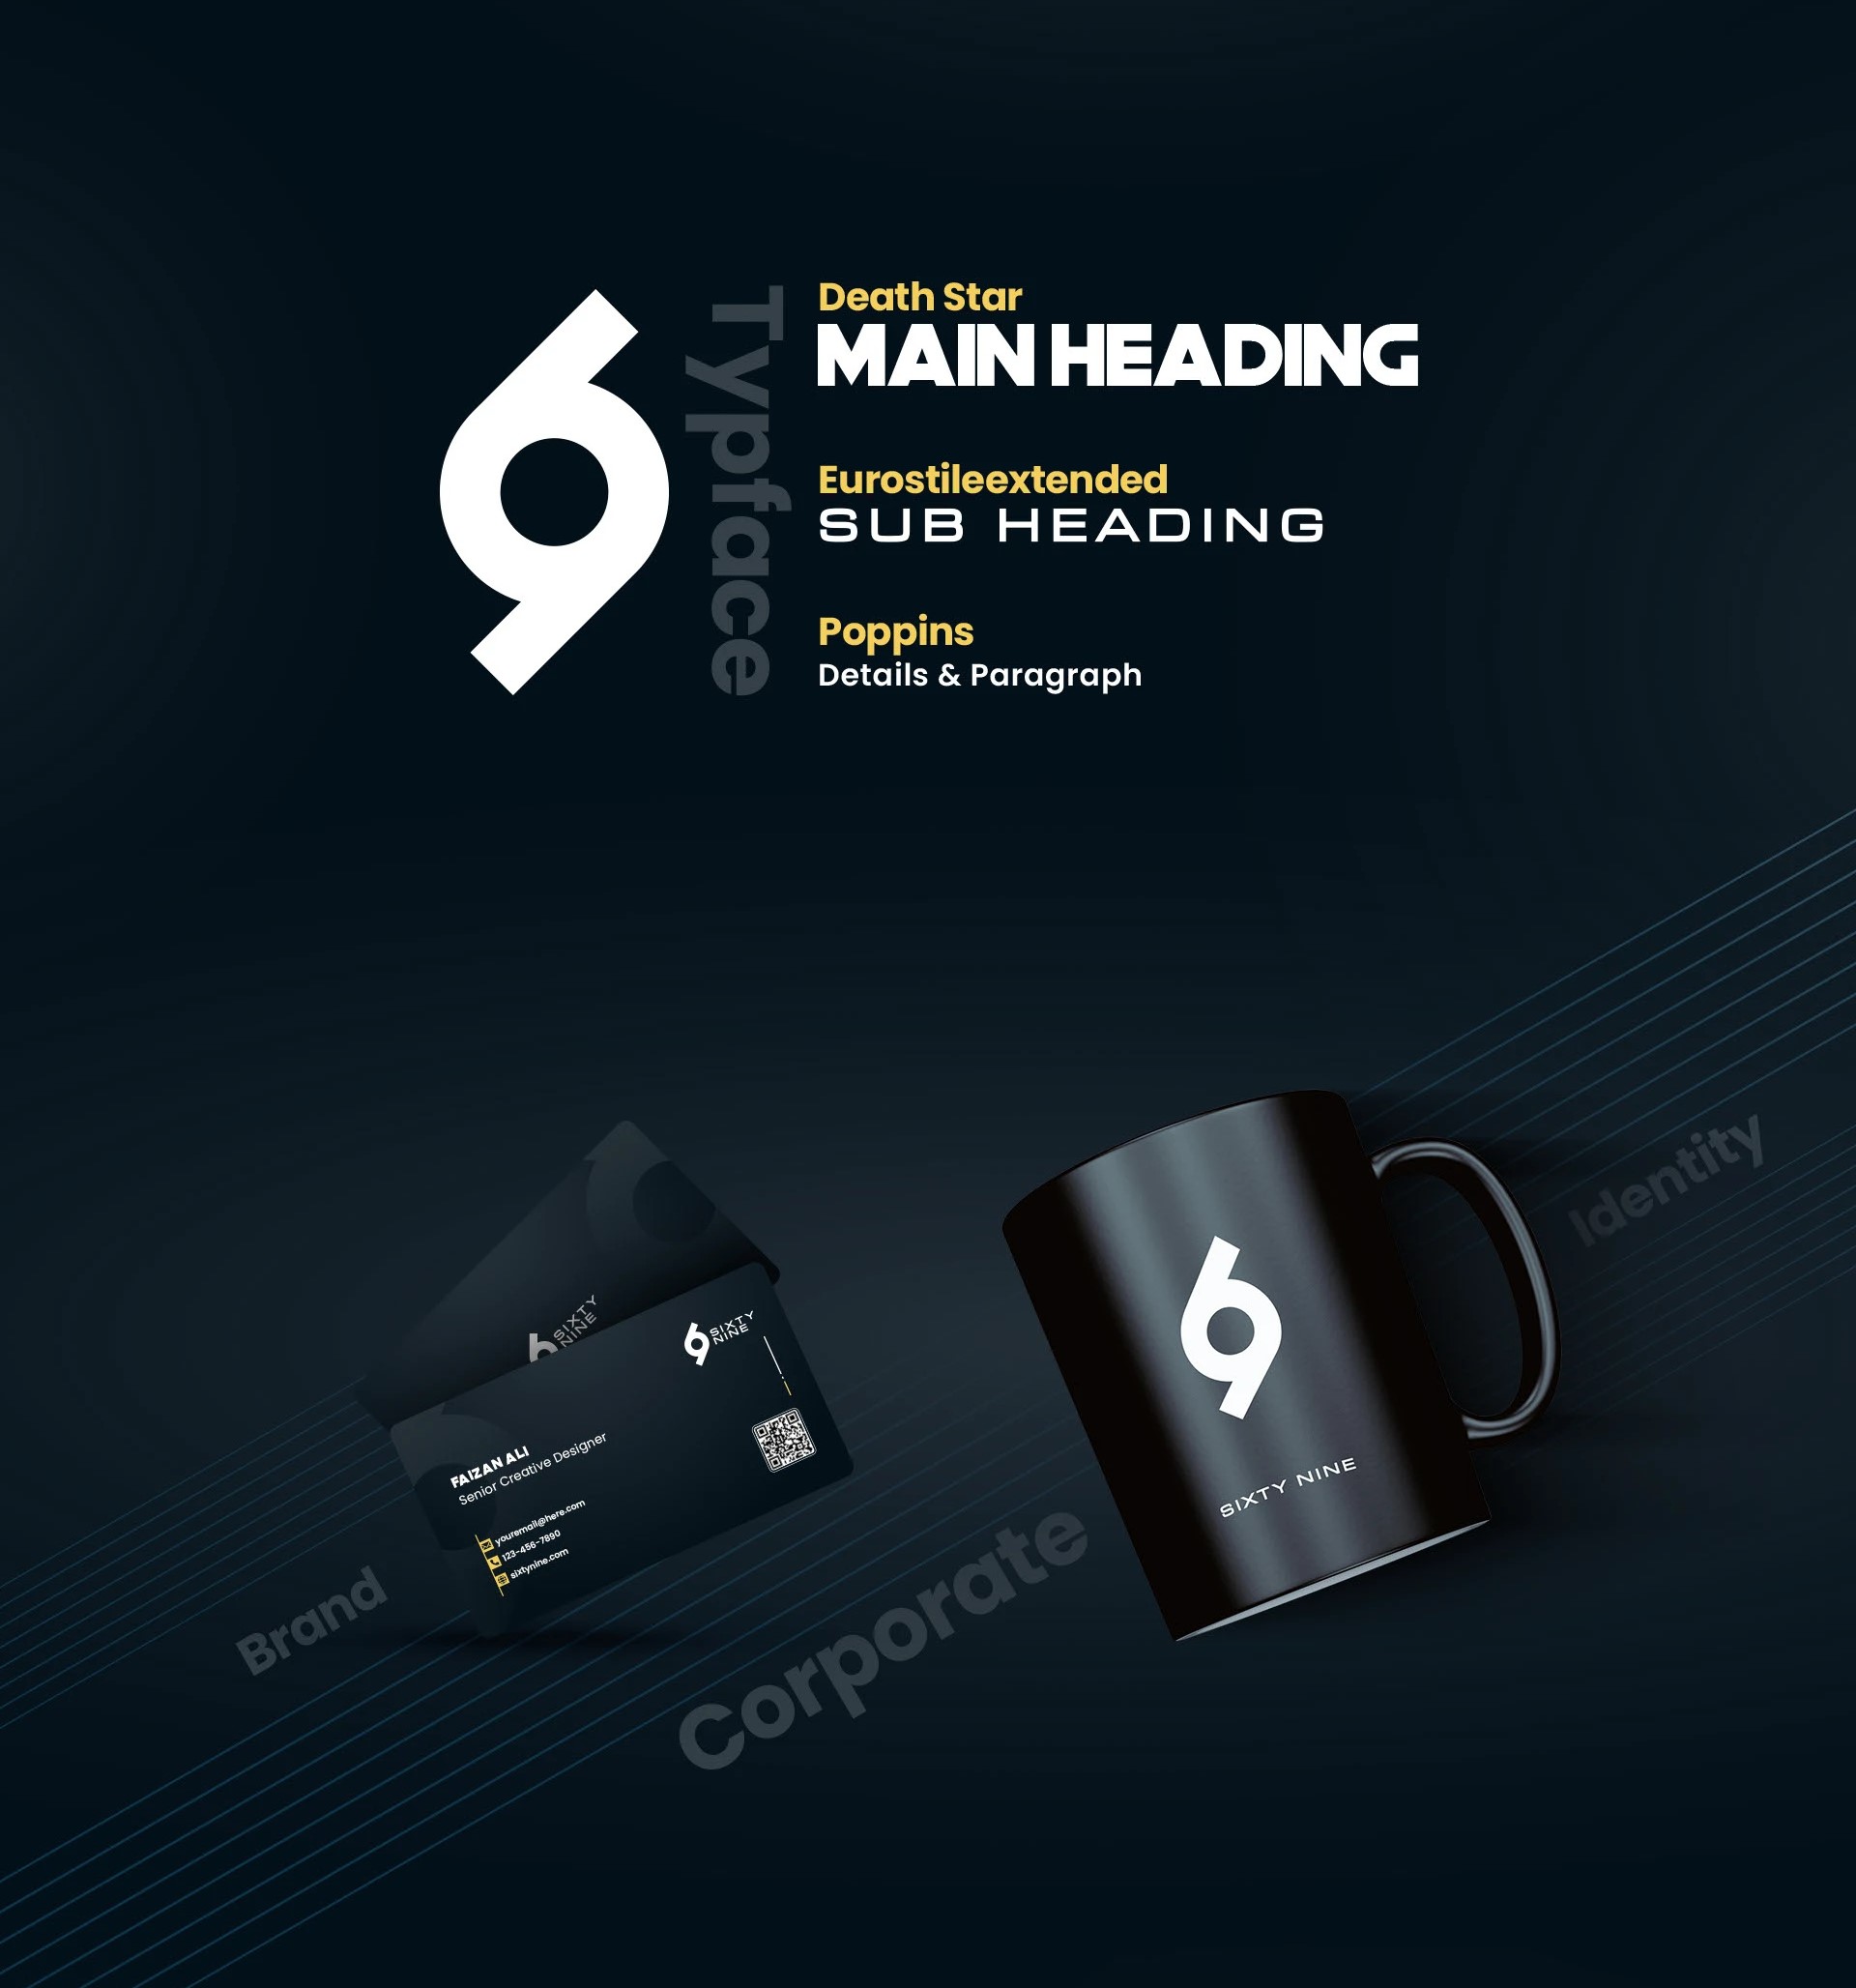 Typface
Death Star
MAIN HEADING
Eurostileextended
SUB HEADING
Poppins
Details & Paragraph
SIXTY
NINE
SIXTY
NINE
FAIZAN ALI
Senior Creative Designer
youremail@here.com
123-456-7890
sixtynine.com
SIXTY NINE
Brand
Corporate
Identity